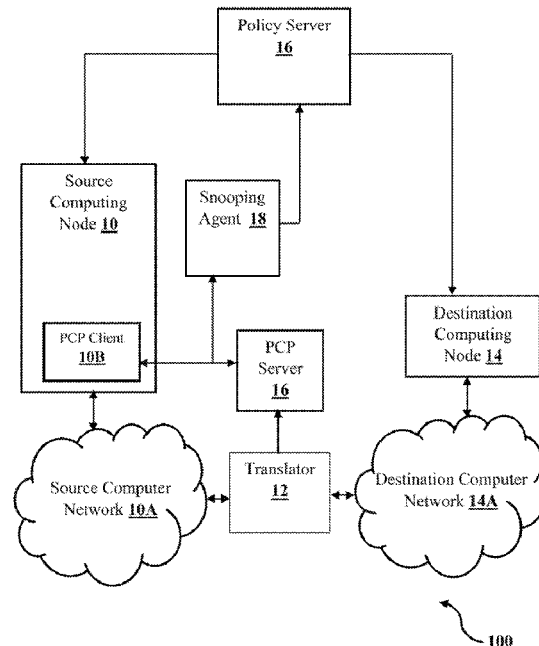 Policy Server
16
Source
Computing
Node 10
Snooping
Agent 18
PCP Client
10B
PCP
Server
16
Destination
Computing
Node 14
Source Computer
Network 10A
Translator
12
Destination Computer
Network 14A
100